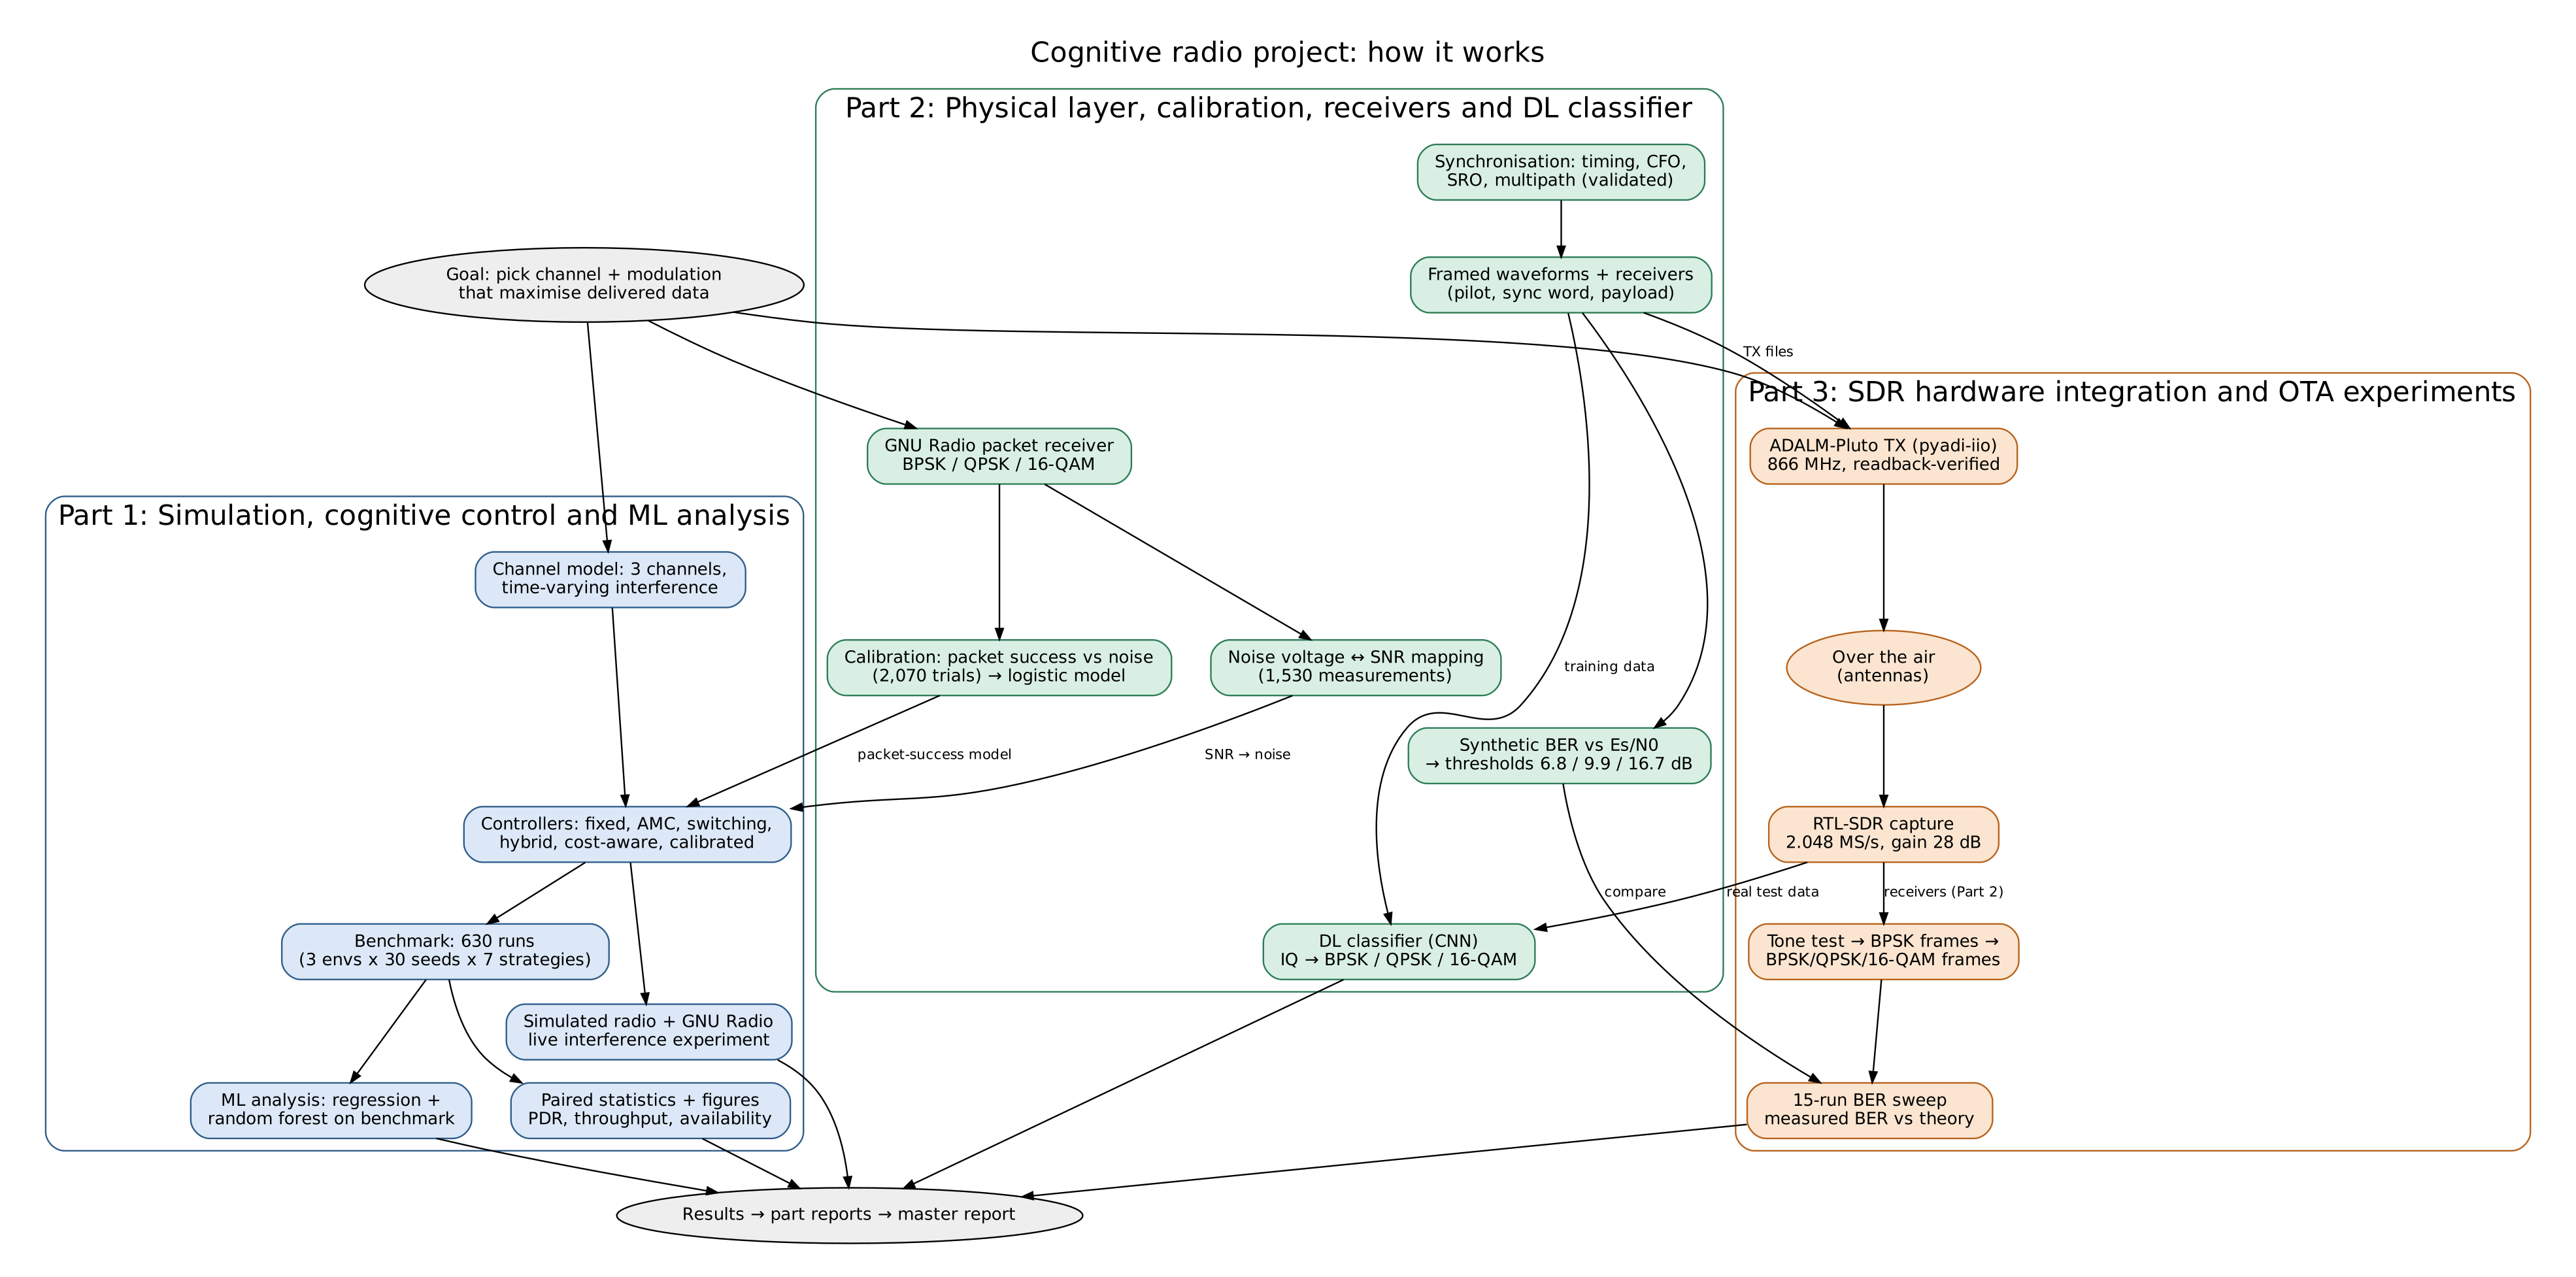 Cognitive radio project: how it works
Part 2: Physical layer, calibration, receivers and DL classifier
Synchronisation: timing, CFO,
SRO, multipath (validated)
Goal: pick channel + modulation
that maximise delivered data
Framed waveforms + receivers
(pilot, sync word, payload)
TX files
Part 3: SDR hardware integration and OTA experiments
GNU Radio packet receiver
BPSK / QPSK / 16-QAM
ADALM-Pluto TX (pyadi-iio)
866 MHz, readback-verified
Part 1: Simulation, cognitive control and ML analysis
Channel model: 3 channels,
time-varying interference
Calibration: packet success vs noise
(2,070 trials) → logistic model
Noise voltage ↔ SNR mapping
(1,530 measurements)
training data
Over the air
(antennas)
packet-success model
SNR → noise
Synthetic BER vs Es/N0
→ thresholds 6.8 / 9.9 / 16.7 dB
Controllers: fixed, AMC, switching,
hybrid, cost-aware, calibrated
RTL-SDR capture
2.048 MS/s, gain 28 dB
compare
real test data
receivers (Part 2)
Benchmark: 630 runs
(3 envs x 30 seeds x 7 strategies)
DL classifier (CNN)
IQ → BPSK / QPSK / 16-QAM
Tone test → BPSK frames →
BPSK/QPSK/16-QAM frames
Simulated radio + GNU Radio
live interference experiment
ML analysis: regression +
random forest on benchmark
Paired statistics + figures
PDR, throughput, availability
15-run BER sweep
measured BER vs theory
Results → part reports → master report